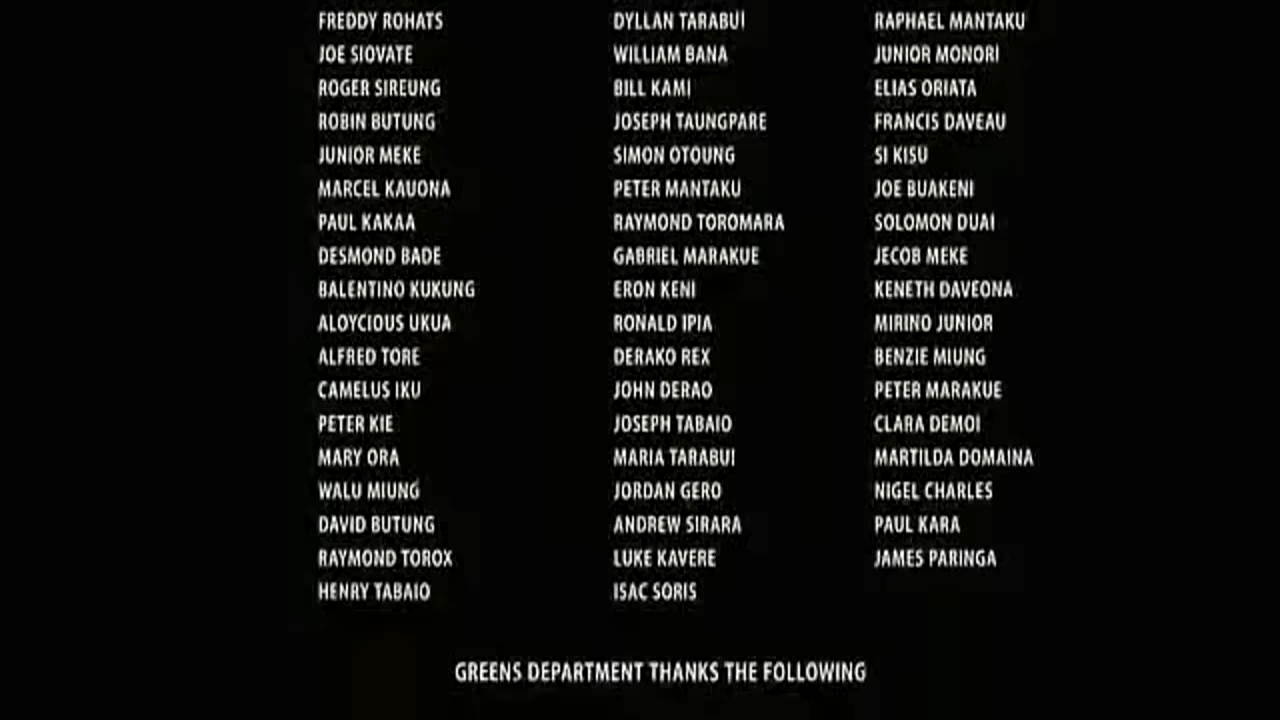 FREDDY ROHATS DYLLAN TARABUI RAPHAEL MANTAKU
JOE SIOVATE WILLIAM BANA JUNIOR MONORI
ROGER SIREUNG BILL KAMI ELIAS ORIATA
ROBIN BUTUNG JOSEPH TAUNGPARE FRANCIS DAVEAU
JUNIOR MEKE SIMON OTOUNG SI KISU
MARCEL KAUONA PETER MANTAKU JOE BUAKENI
PAUL KAKAA RAYMOND TOROMARA SOLOMON DUAI
DESMOND BADE GABRIEL MARAKUE JECOB MEKE
BALENTINO KUKUNG ERON KENI KENETH DAVEONA
ALOYCIOUS UKUA RONALD IPIA MIRINO JUNIOR
ALFRED TORE DERAKO REX BENZIE MIUNG
CAMELUS IKU JOHN DERAO PETER MARAKUE
PETER KIE JOSEPH TABAIO CLARA DEMOI
MARY ORA MARIA TARABUI MARTILDA DOMAINA
WALU MIUNG JORDAN GERO NIGEL CHARLES
DAVID BUTUNG ANDREW SIRARA PAUL KARA
RAYMOND TOROX LUKE KAVERE JAMES PARINGA
HENRY TABAIO ISAC SORIS
GREENS DEPARTMENT THANKS THE FOLLOWING